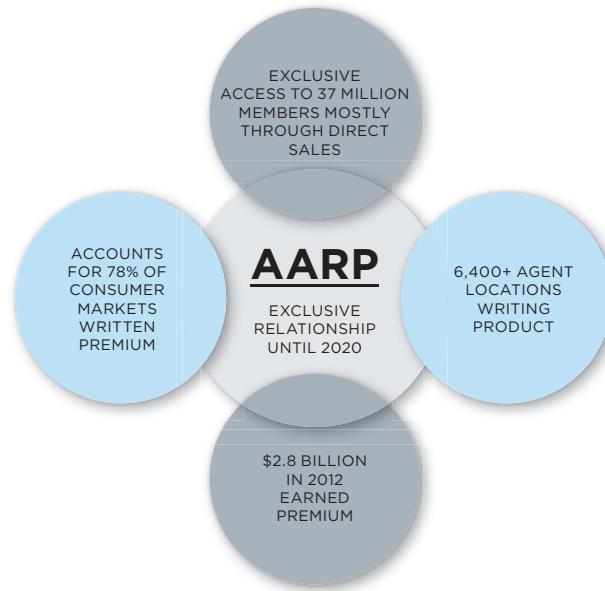 EXCLUSIVE
ACCESS TO 37 MILLION
MEMBERS MOSTLY
THROUGH DIRECT
SALES
ACCOUNTS
FOR 78% OF
CONSUMER
MARKETS
WRITTEN
PREMIUM
AARP
EXCLUSIVE
RELATIONSHIP
UNTIL 2020
6,400+ AGENT
LOCATIONS
WRITING
PRODUCT
$2.8 BILLION
IN 2012
EARNED
PREMIUM